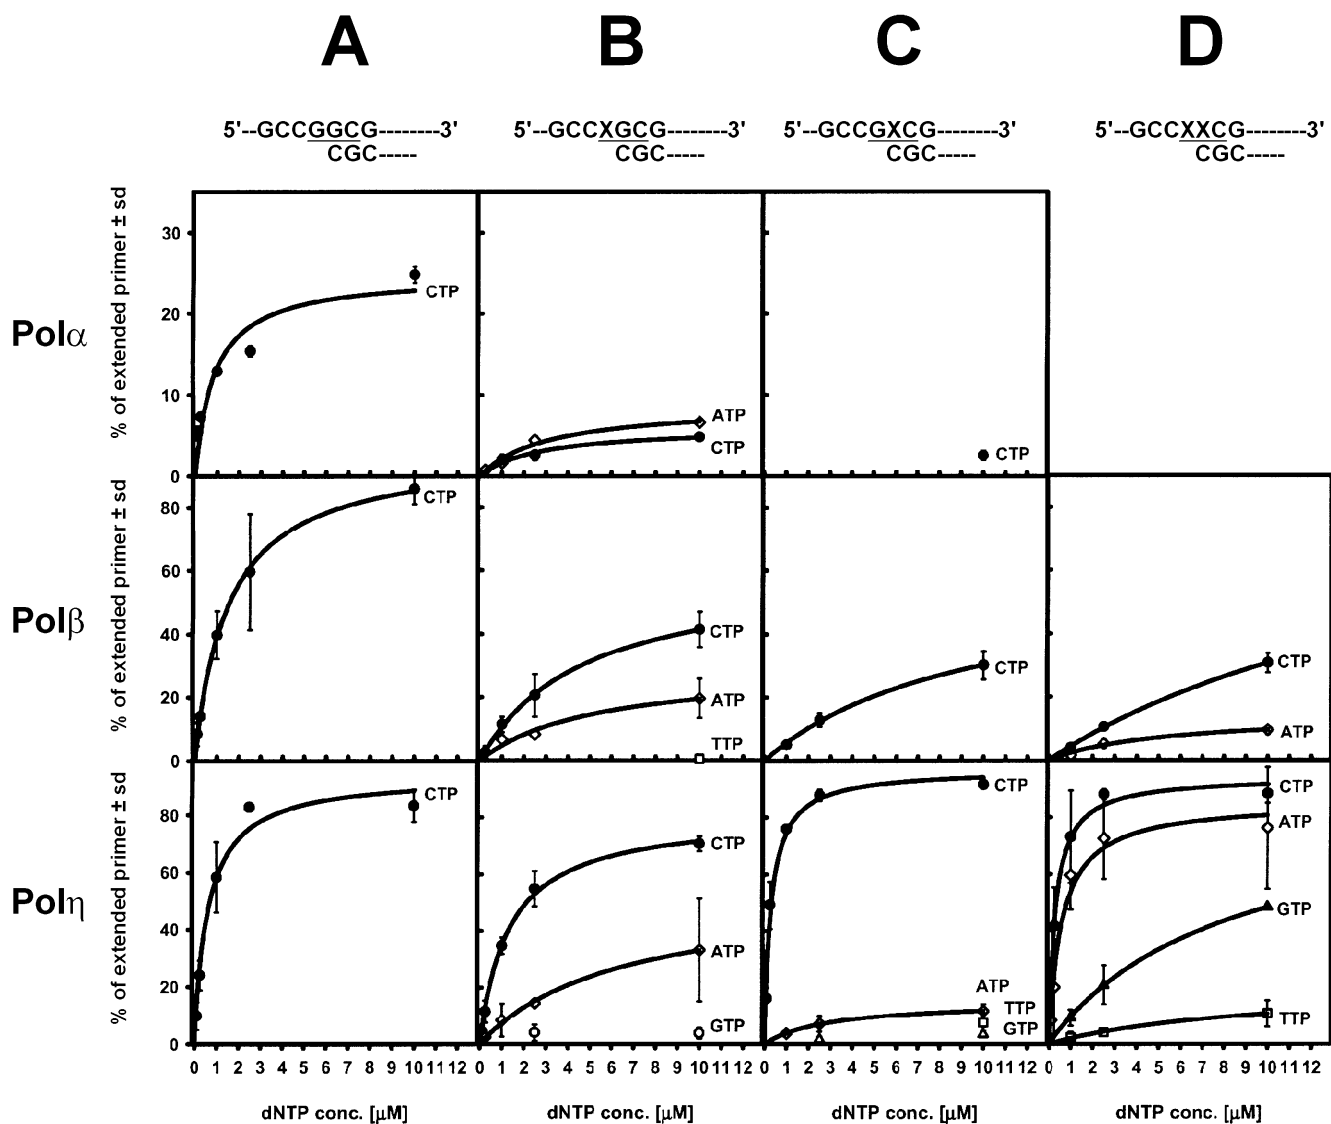 A B C D
5'--GCCGGCG---------3' 5'--GCCXGCG--------3' 5'--GCCGXCG--------3' 5'--GCCXXCG--------3'
CGC----- CGC----- CGC----- CGC-----
Polα
% of extended primer ± sd
30
20
10
0
CTP
ATP
CTP
CTP
Polβ
% of extended primer ± sd
80
60
40
20
0
CTP
CTP
ATP
TTP
CTP
CTP
ATP
Polη
% of extended primer ± sd
80
60
40
20
0
CTP
CTP
ATP
GTP
CTP
ATP
TTP
GTP
CTP
ATP
GTP
TTP
0 1 2 3 4 5 6 7 8 9 10 11 12 0 1 2 3 4 5 6 7 8 9 10 11 12 0 1 2 3 4 5 6 7 8 9 10 11 12 0 1 2 3 4 5 6 7 8 9 10 11 12
dNTP conc. [μM] dNTP conc. [μM] dNTP conc. [μM] dNTP conc. [μM]